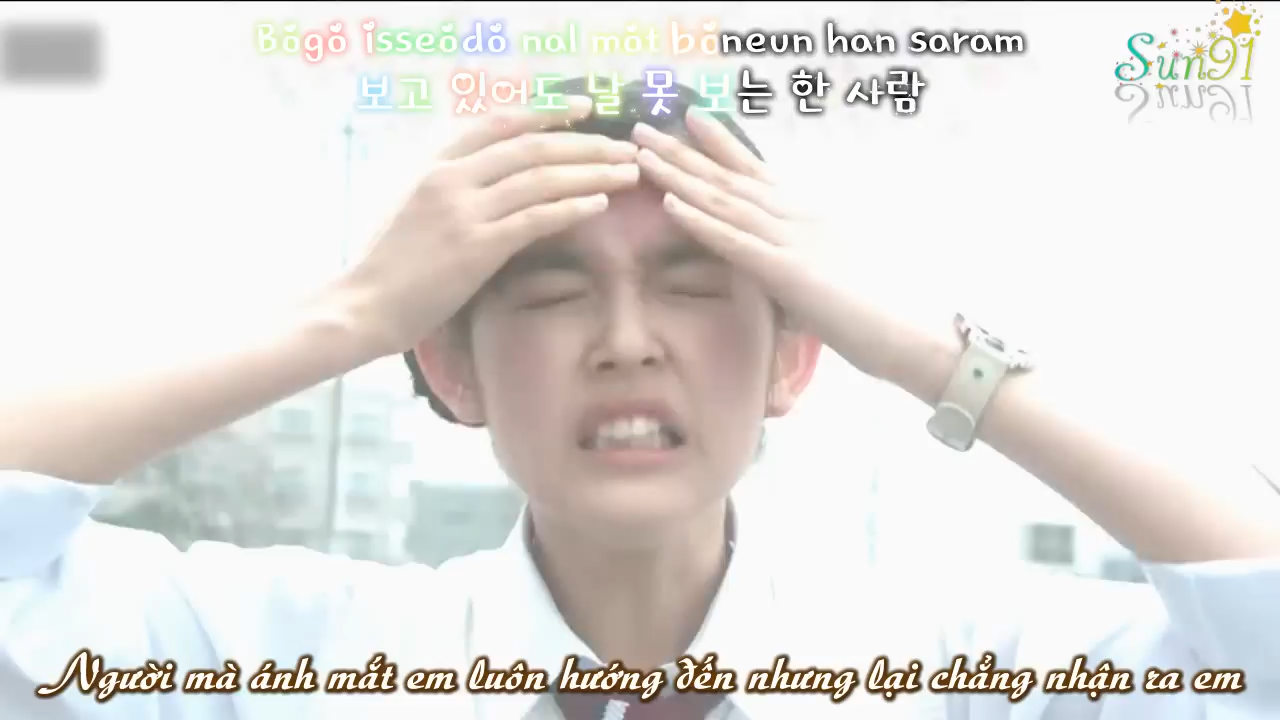 Bogo isseodo nal mot boneun han saram
보고 있어도 날 못 보는 한 사람
Sun91
Người mà ánh mắt em luôn hướng đến nhưng lại chẳng nhận ra em